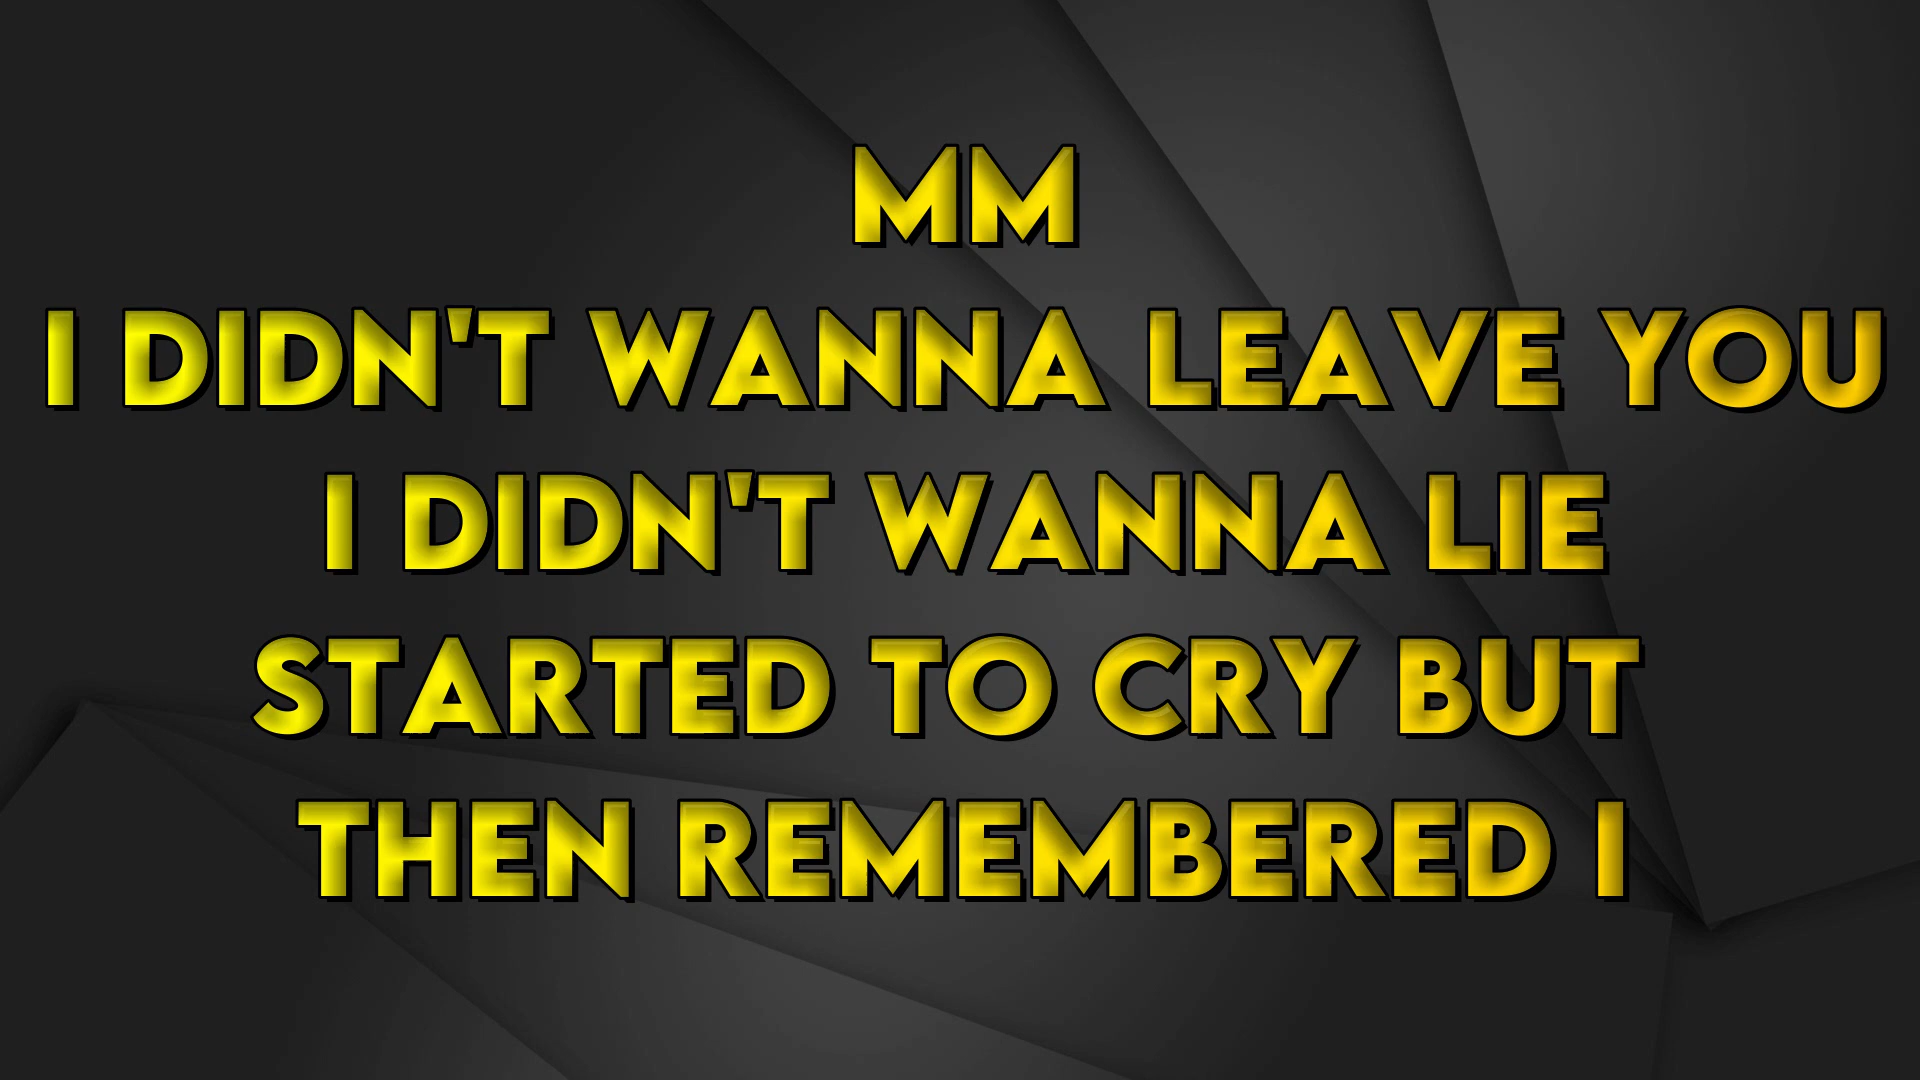 MM
I DIDN'T WANNA LEAVE YOU
I DIDN'T WANNA LIE
STARTED TO CRY BUT
THEN REMEMBERED I